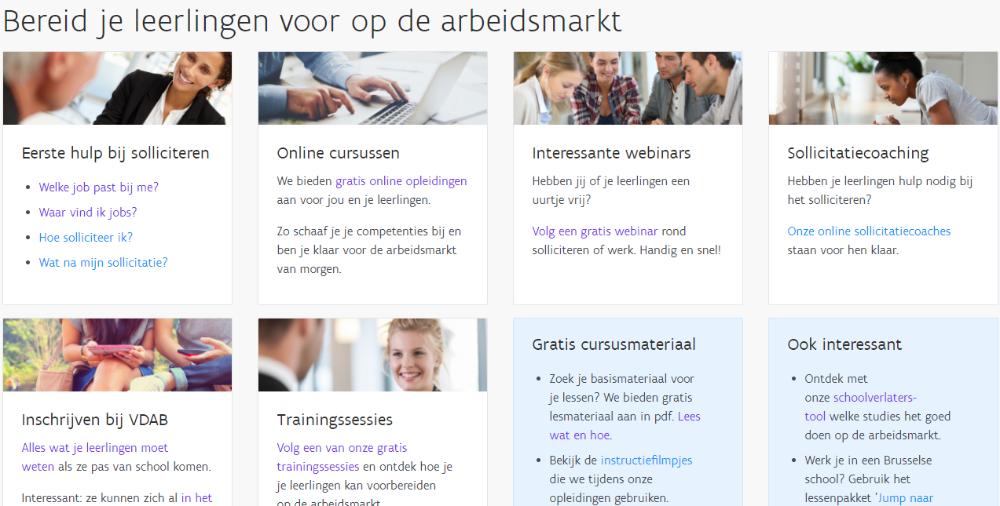 Bereid je leerlingen voor op de arbeidsmarkt
Eerste hulp bij solliciteren
Welke job past bij me?
Waar vind ik jobs?
Hoe solliciteer ik?
Wat na mijn sollicitatie?
Online cursussen
We bieden gratis online opleidingen
aan voor jou en je leerlingen.
Zo schaaf je je competenties bij en
ben je klaar voor de arbeidsmarkt
van morgen.
Interessante webinars
Hebben jij of je leerlingen een
uurtje vrij?
Volg een gratis webinar rond
solliciteren of werk. Handig en snel!
Sollicitatiecoaching
Hebben je leerlingen hulp nodig bij
het solliciteren?
Onze online sollicitatiecoaches
staan voor hen klaar.
Inschrijven bij VDAB
Alles wat je leerlingen moet
weten als ze pas van school komen.
Interessant: ze kunnen zich al in het
Trainingssessies
Volg een van onze gratis
trainingssessies en ontdek hoe je
je leerlingen kan voorbereiden
op de arbeidsmarkt.
Gratis cursusmateriaal
Zoek je basismateriaal voor
je lessen? We bieden gratis
lesmateriaal aan in pdf. Lees
wat en hoe.
Bekijk de instructiefilmpjes
die we tijdens onze
opleidingen gebruiken.
Ook interessant
Ontdek met
onze schoolverlaters-
tool welke studies het goed
doen op de arbeidsmarkt.
Werk je in een Brusselse
school? Gebruik het
lessenpakket 'Jump naar